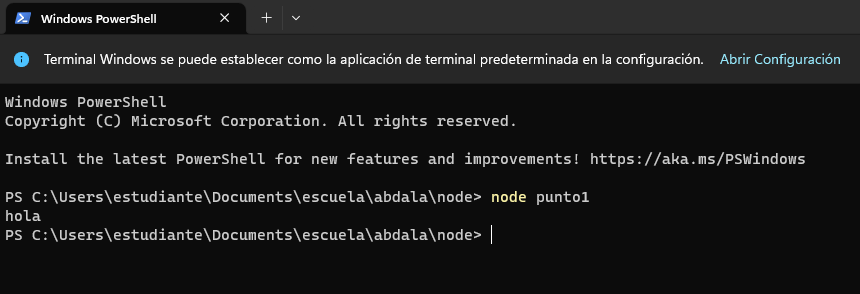 Windows PowerShell
Terminal Windows se puede establecer como la aplicación de terminal predeterminada en la configuración. Abrir Configuración
Windows PowerShell
Copyright (C) Microsoft Corporation. All rights reserved.
Install the latest PowerShell for new features and improvements! https://aka.ms/PSWindows
PS C:\Users\estudiante\Documents\escuela\abdala\node> node punto1
hola
PS C:\Users\estudiante\Documents\escuela\abdala\node>